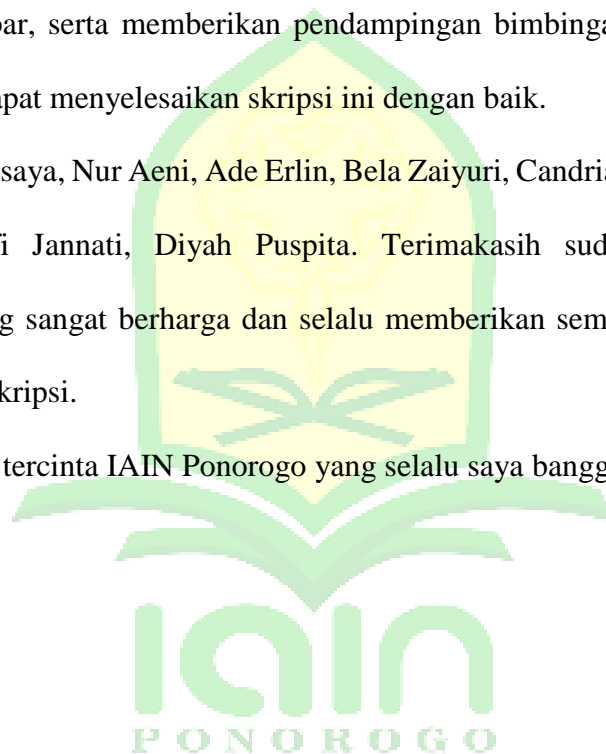 bar, serta memberikan pendampingan bimbinga
apat menyelesaikan skripsi ini dengan baik.
saya, Nur Aeni, Ade Erlin, Bela Zaiyuri, Candria
Jannati, Diyah Puspita. Terimakasih sud
sangat berharga dan selalu memberikan sem
kripsi.
tercinta IAIN Ponorogo yang selalu saya bangg
iain
PONOROGO